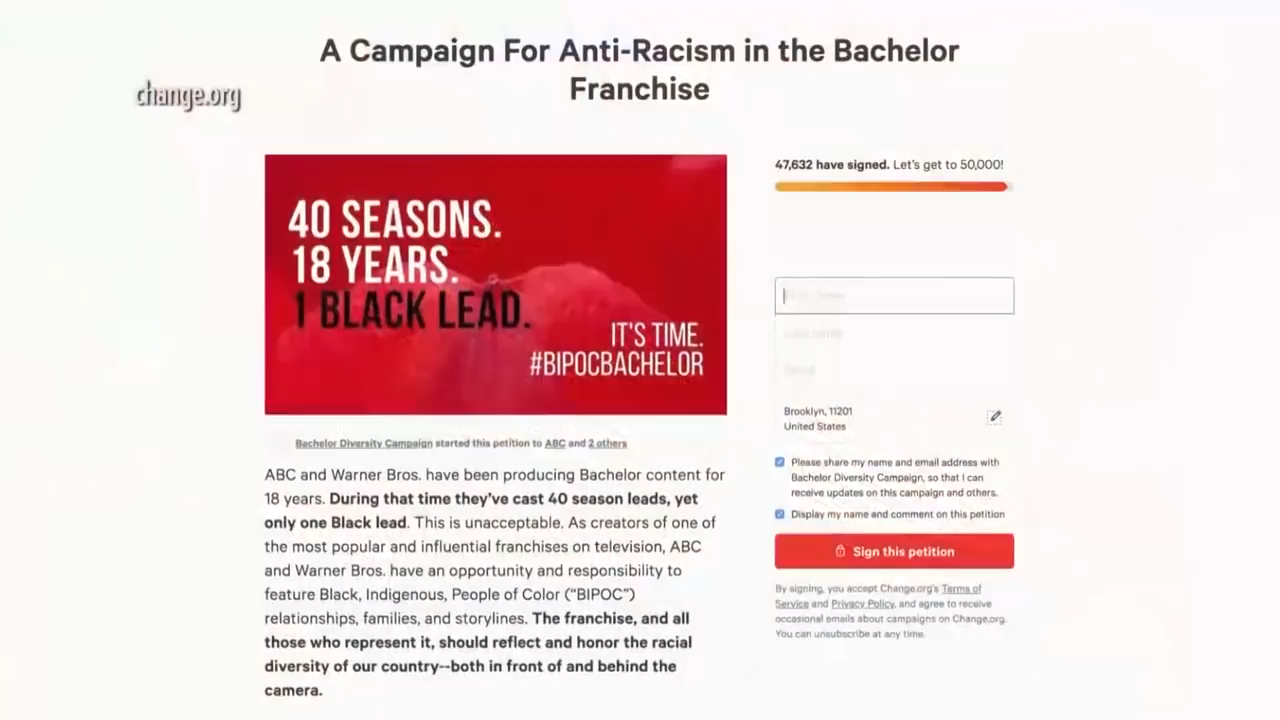 A Campaign For Anti-Racism in the Bachelor
Franchise
change.org
40 SEASONS.
18 YEARS.
1 BLACK LEAD.
IT'S TIME.
#BIPOCBACHELOR
Bachelor Diversity Campaign started this petition to ABC and 2 others
ABC and Warner Bros. have been producing Bachelor content for
18 years. During that time they've cast 40 season leads, yet
only one Black lead. This is unacceptable. As creators of one of
the most popular and influential franchises on television, ABC
and Warner Bros. have an opportunity and responsibility to
feature Black, Indigenous, People of Color ("BIPOC")
relationships, families, and storylines. The franchise, and all
those who represent it, should reflect and honor the racial
diversity of our country--both in front of and behind the
camera.
47,632 have signed. Let's get to 50,000!
Brooklyn, 11201
United States
Please share my name and email address with
Bachelor Diversity Campaign, so that I can
receive updates on this campaign and others.
Display my name and comment on this petition
Sign this petition
By signing, you accept Change.org's Terms of
Service and Privacy Policy, and agree to receive
occasional emails about campaigns on Change.org.
You can unsubscribe at any time.